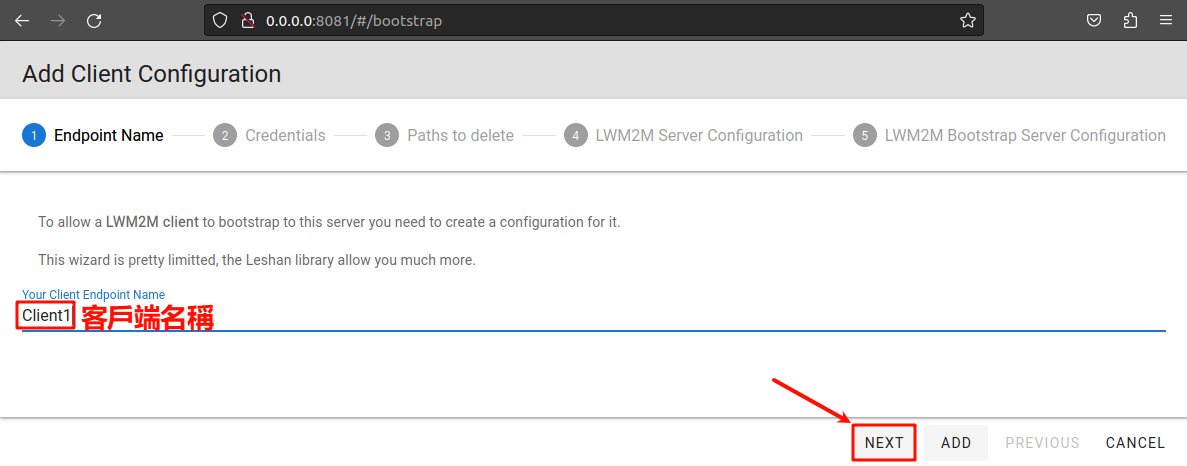 0.0.0.0:8081/#/bootstrap
Add Client Configuration
1 Endpoint Name 2 Credentials 3 Paths to delete 4 LWM2M Server Configuration 5 LWM2M Bootstrap Server Configuration
To allow a LWM2M client to bootstrap to this server you need to create a configuration for it.
This wizard is pretty limitted, the Leshan library allow you much more.
Your Client Endpoint Name
Client1 客戶端名稱
NEXT ADD PREVIOUS CANCEL